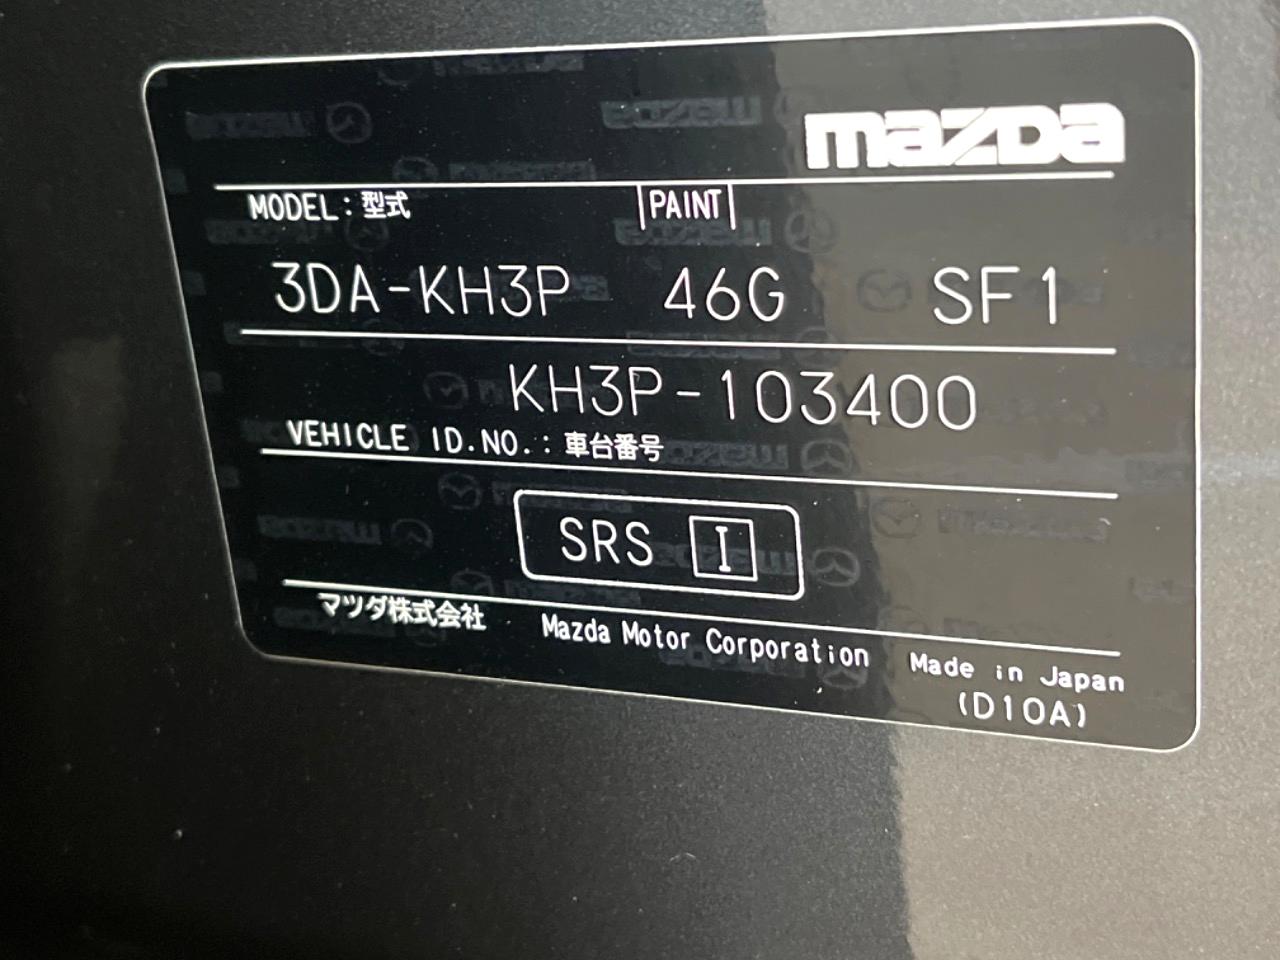 mazda
MODEL:型式 PAINT
3DA-KH3P 46G SF1
KH3P-103400
VEHICLE ID.NO.:車台番号
SRS I
マツダ株式会社 Mazda Motor Corporation Made in Japan
(D10A)